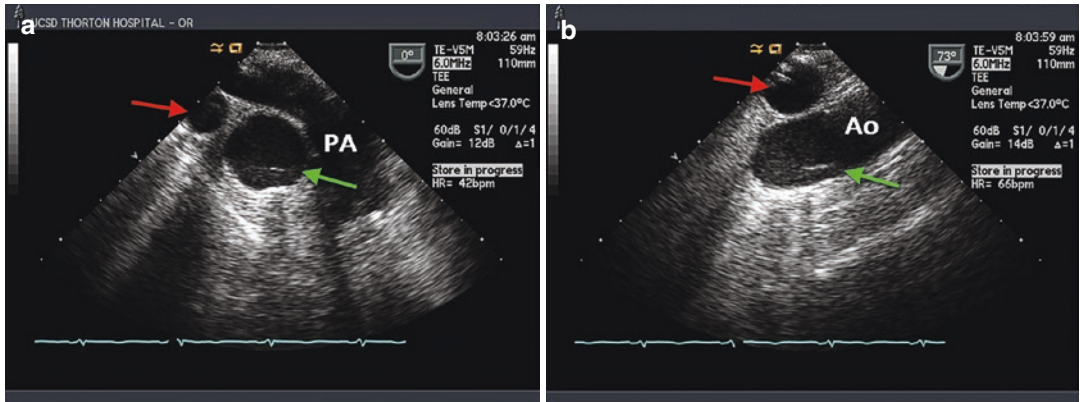 a
UCSD THORTON HOSPITAL - OR
8:03:26 am
TE-V5M 59Hz
6.0MHz 110mm
TEE
General
Lens Temp<37.0°C
60dB S1/ 0/1/4
Gain= 12dB Δ=1
Store in progress
HR= 42bpm
0°
PA
b
8:03:59 am
TE-V5M 59Hz
6.0MHz 110mm
TEE
General
Lens Temp<37.0°C
60dB S1/ 0/1/4
Gain= 14dB Δ=1
Store in progress
HR= 66bpm
73°
Ao